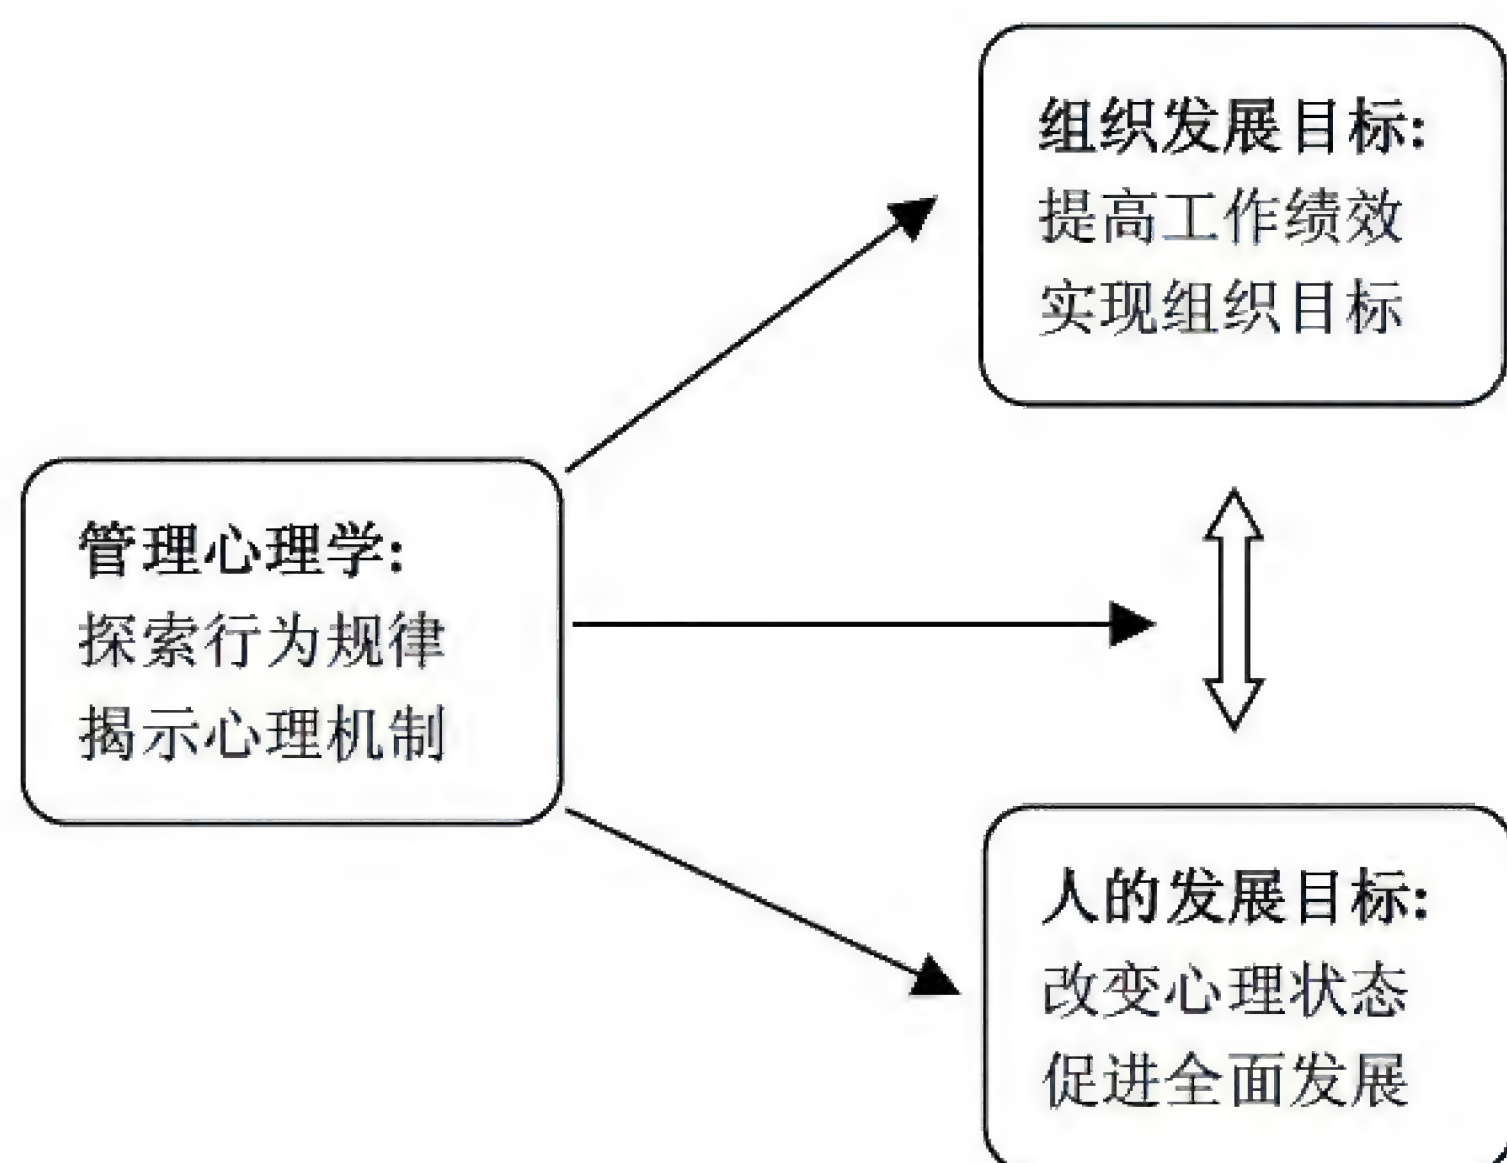 组织发展目标:
提高工作绩效
实现组织目标
管理心理学:
探索行为规律
揭示心理机制
人的发展目标:
改变心理状态
促进全面发展